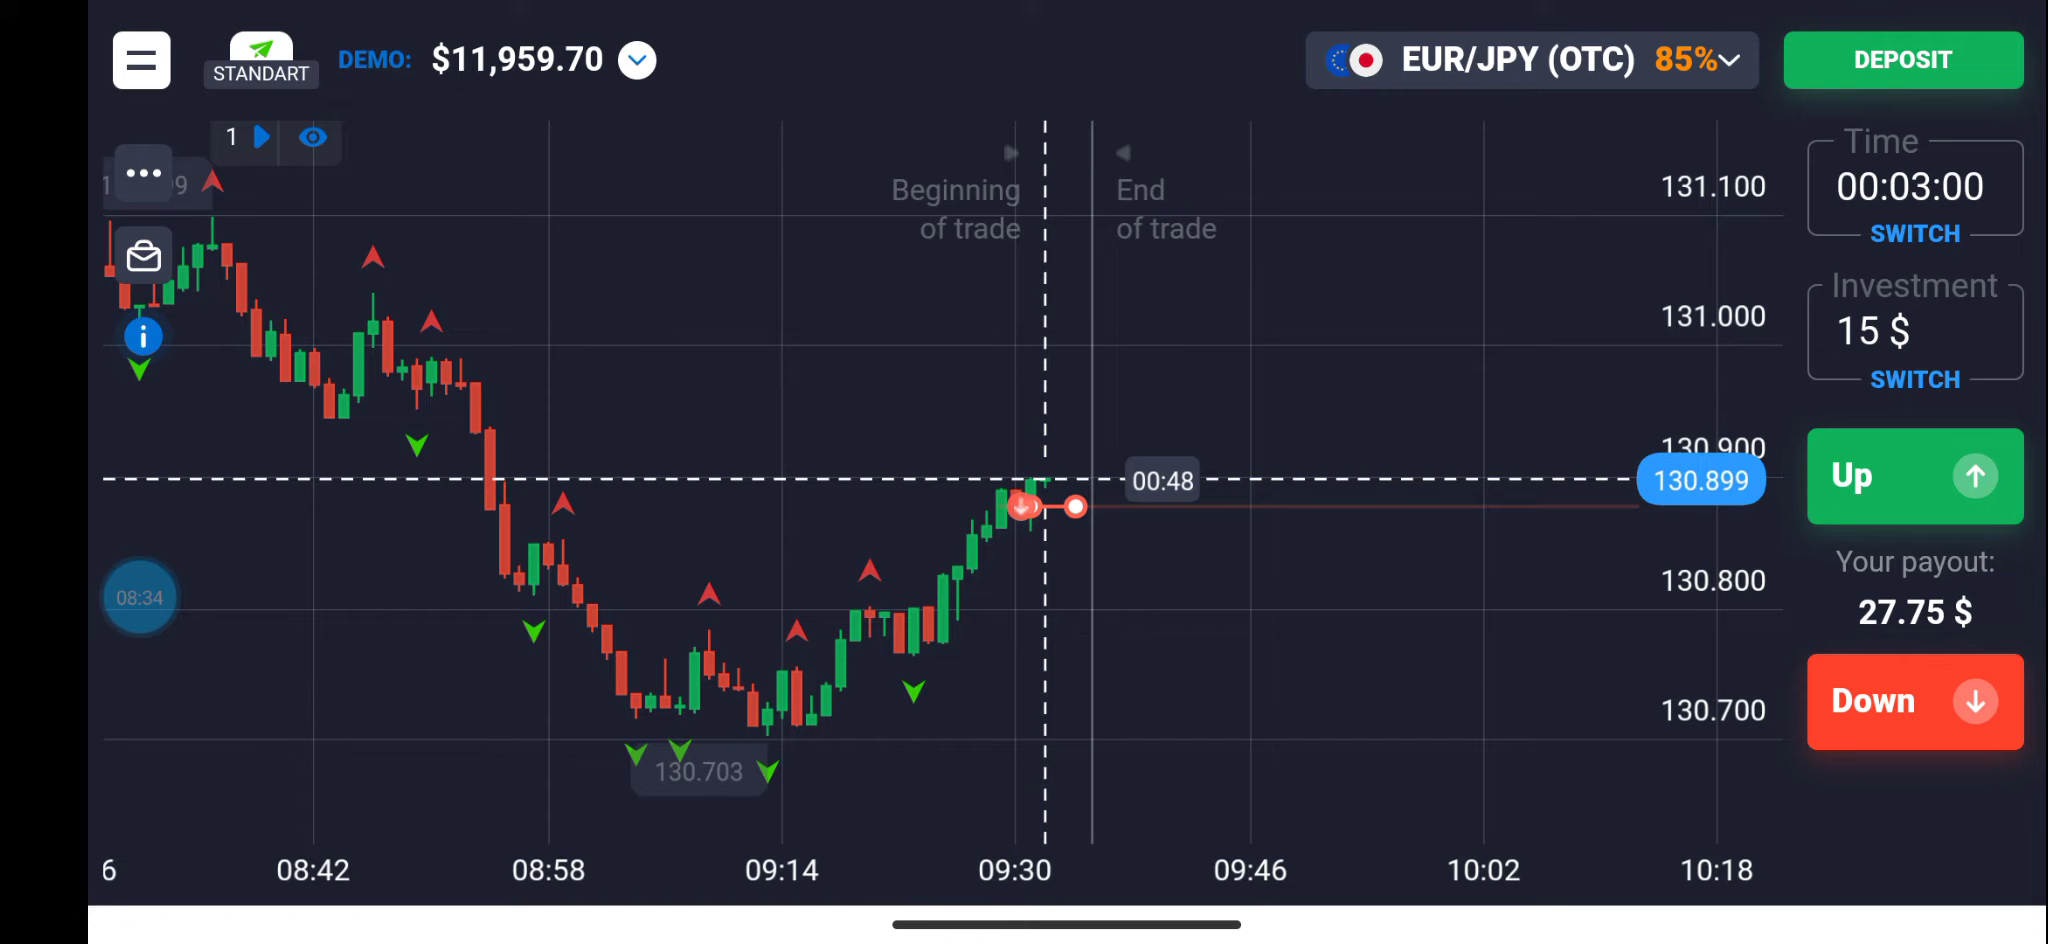 STANDART
DEMO: $11,959.70
EUR/JPY (OTC) 85%
DEPOSIT
1
Beginning
of trade
End
of trade
131.100
131.000
130.900
130.899
130.800
130.700
00:48
08:34
130.703
6
08:42
08:58
09:14
09:30
09:46
10:02
10:18
Time
00:03:00
SWITCH
Investment
15 $
SWITCH
Up
Your payout:
27.75 $
Down